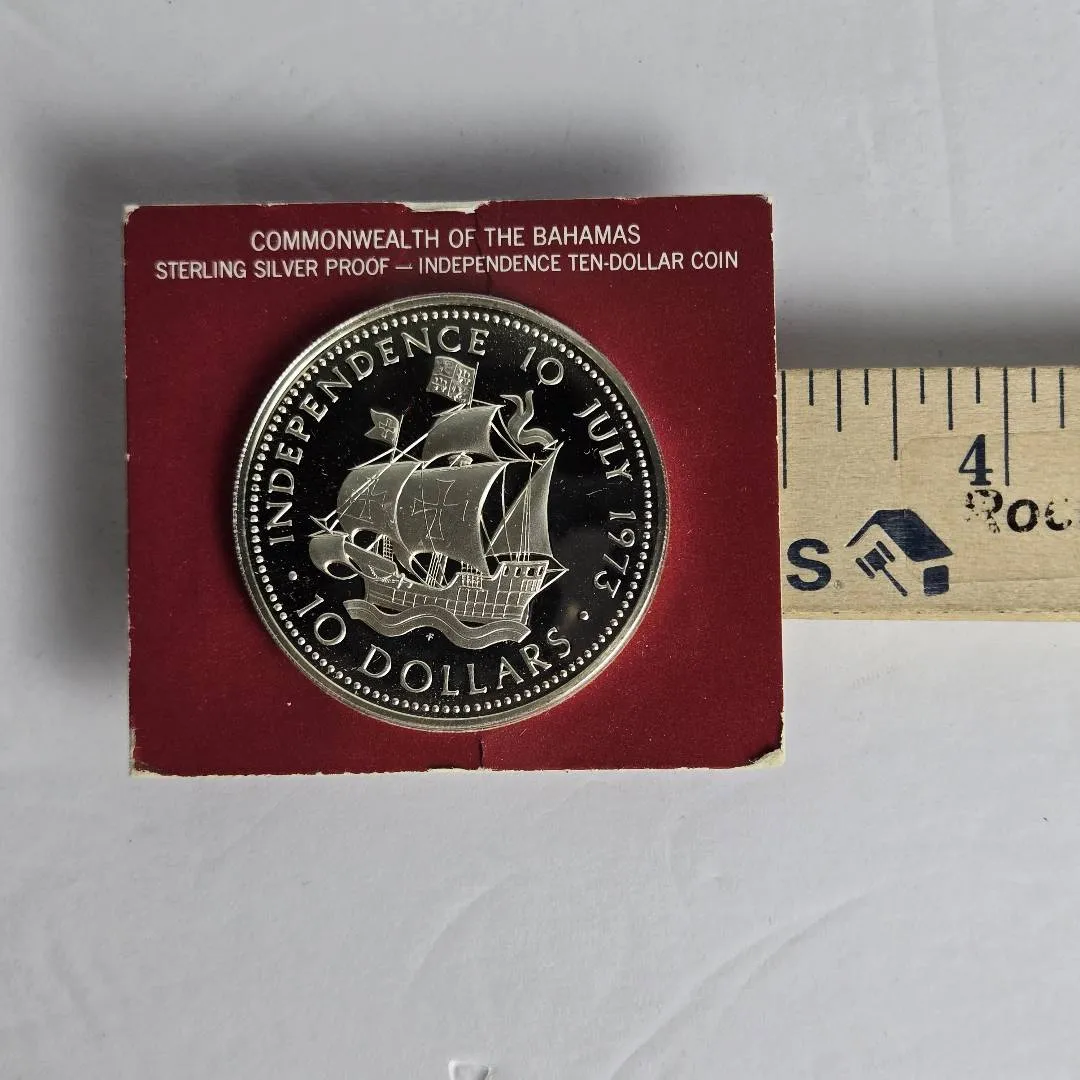 COMMONWEALTH OF THE BAHAMAS
STERLING SILVER PROOF — INDEPENDENCE TEN-DOLLAR COIN
INDEPENDENCE 10 JULY 1973
10 DOLLARS
4
S